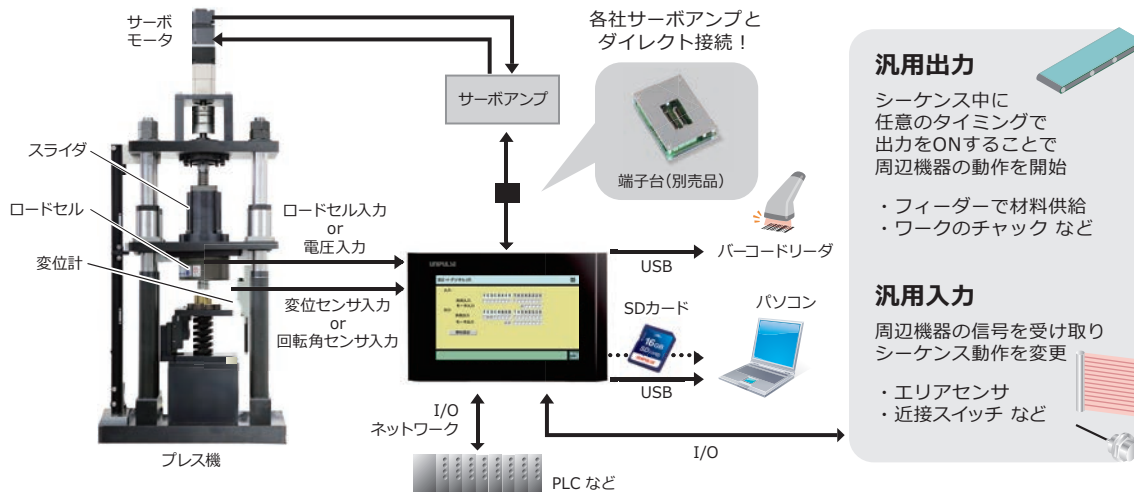 サーボ
モータ
各社サーボアンプと
ダイレクト接続！
サーボアンプ
端子台（別売品）
スライダ
ロードセル
変位計
ロードセル入力
or
電圧入力
変位センサ入力
or
回転角センサ入力
UNIPULSE
USB
バーコードリーダ
SDカード
16GB
パソコン
USB
I/O
ネットワーク
I/O
プレス機
PLC など
汎用出力
シーケンス中に
任意のタイミングで
出力をONすることで
周辺機器の動作を開始
・フィーダーで材料供給
・ワークのチャック など
汎用入力
周辺機器の信号を受け取り
シーケンス動作を変更
・エリアセンサ
・近接スイッチ など